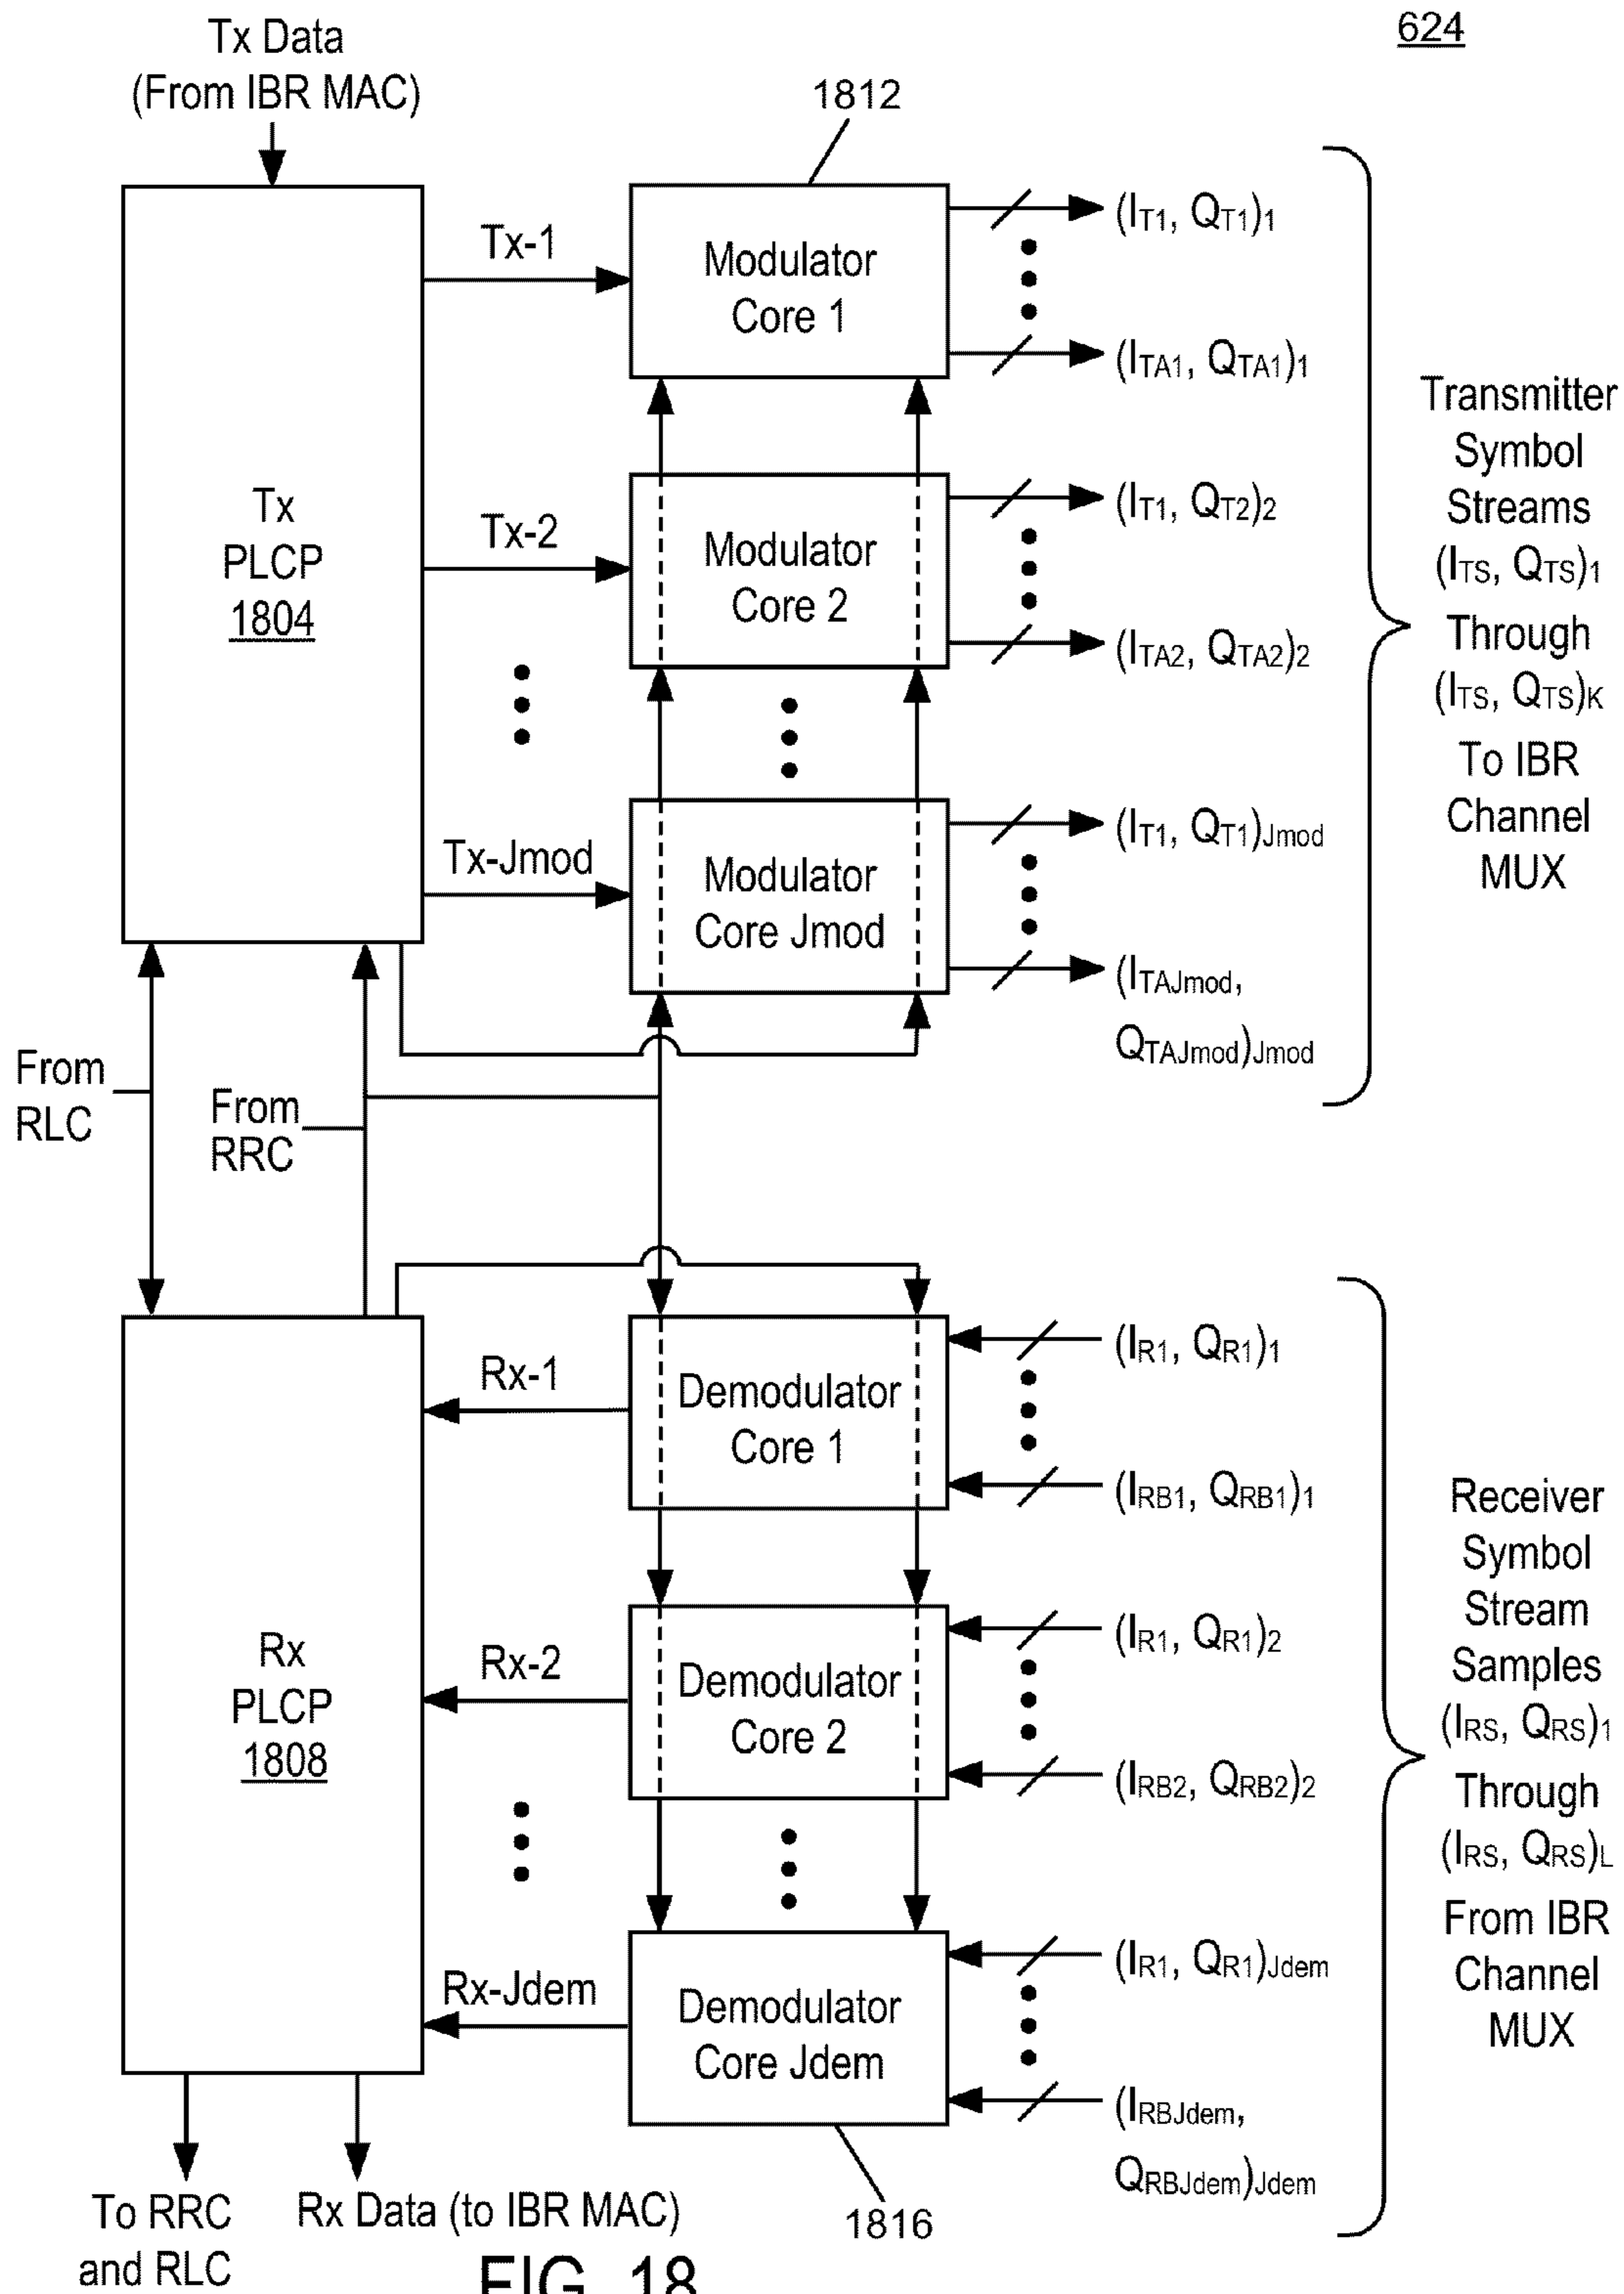 624
Tx Data
(From IBR MAC)
1812
Tx
PLCP
1804
Tx-1
Modulator
Core 1
(IT1, QT1)1
(ITA1, QTA1)1
Tx-2
Modulator
Core 2
(IT1, QT2)2
(ITA2, QTA2)2
Tx-Jmod
Modulator
Core Jmod
(IT1, QT1)Jmod
(ITAJmod,
QTAJmod)Jmod
Transmitter
Symbol
Streams
(ITS, QTS)1
Through
(ITS, QTS)K
To IBR
Channel
MUX
From
RLC
From
RRC
Rx
PLCP
1808
Rx-1
Demodulator
Core 1
(IR1, QR1)1
(IRB1, QRB1)1
Rx-2
Demodulator
Core 2
(IR1, QR1)2
(IRB2, QRB2)2
Rx-Jdem
Demodulator
Core Jdem
(IR1, QR1)Jdem
(IRBJdem,
QRBJdem)Jdem
1816
Receiver
Symbol
Stream
Samples
(IRS, QRS)1
Through
(IRS, QRS)L
From IBR
Channel
MUX
To RRC
and RLC
Rx Data (to IBR MAC)
FIG. 18